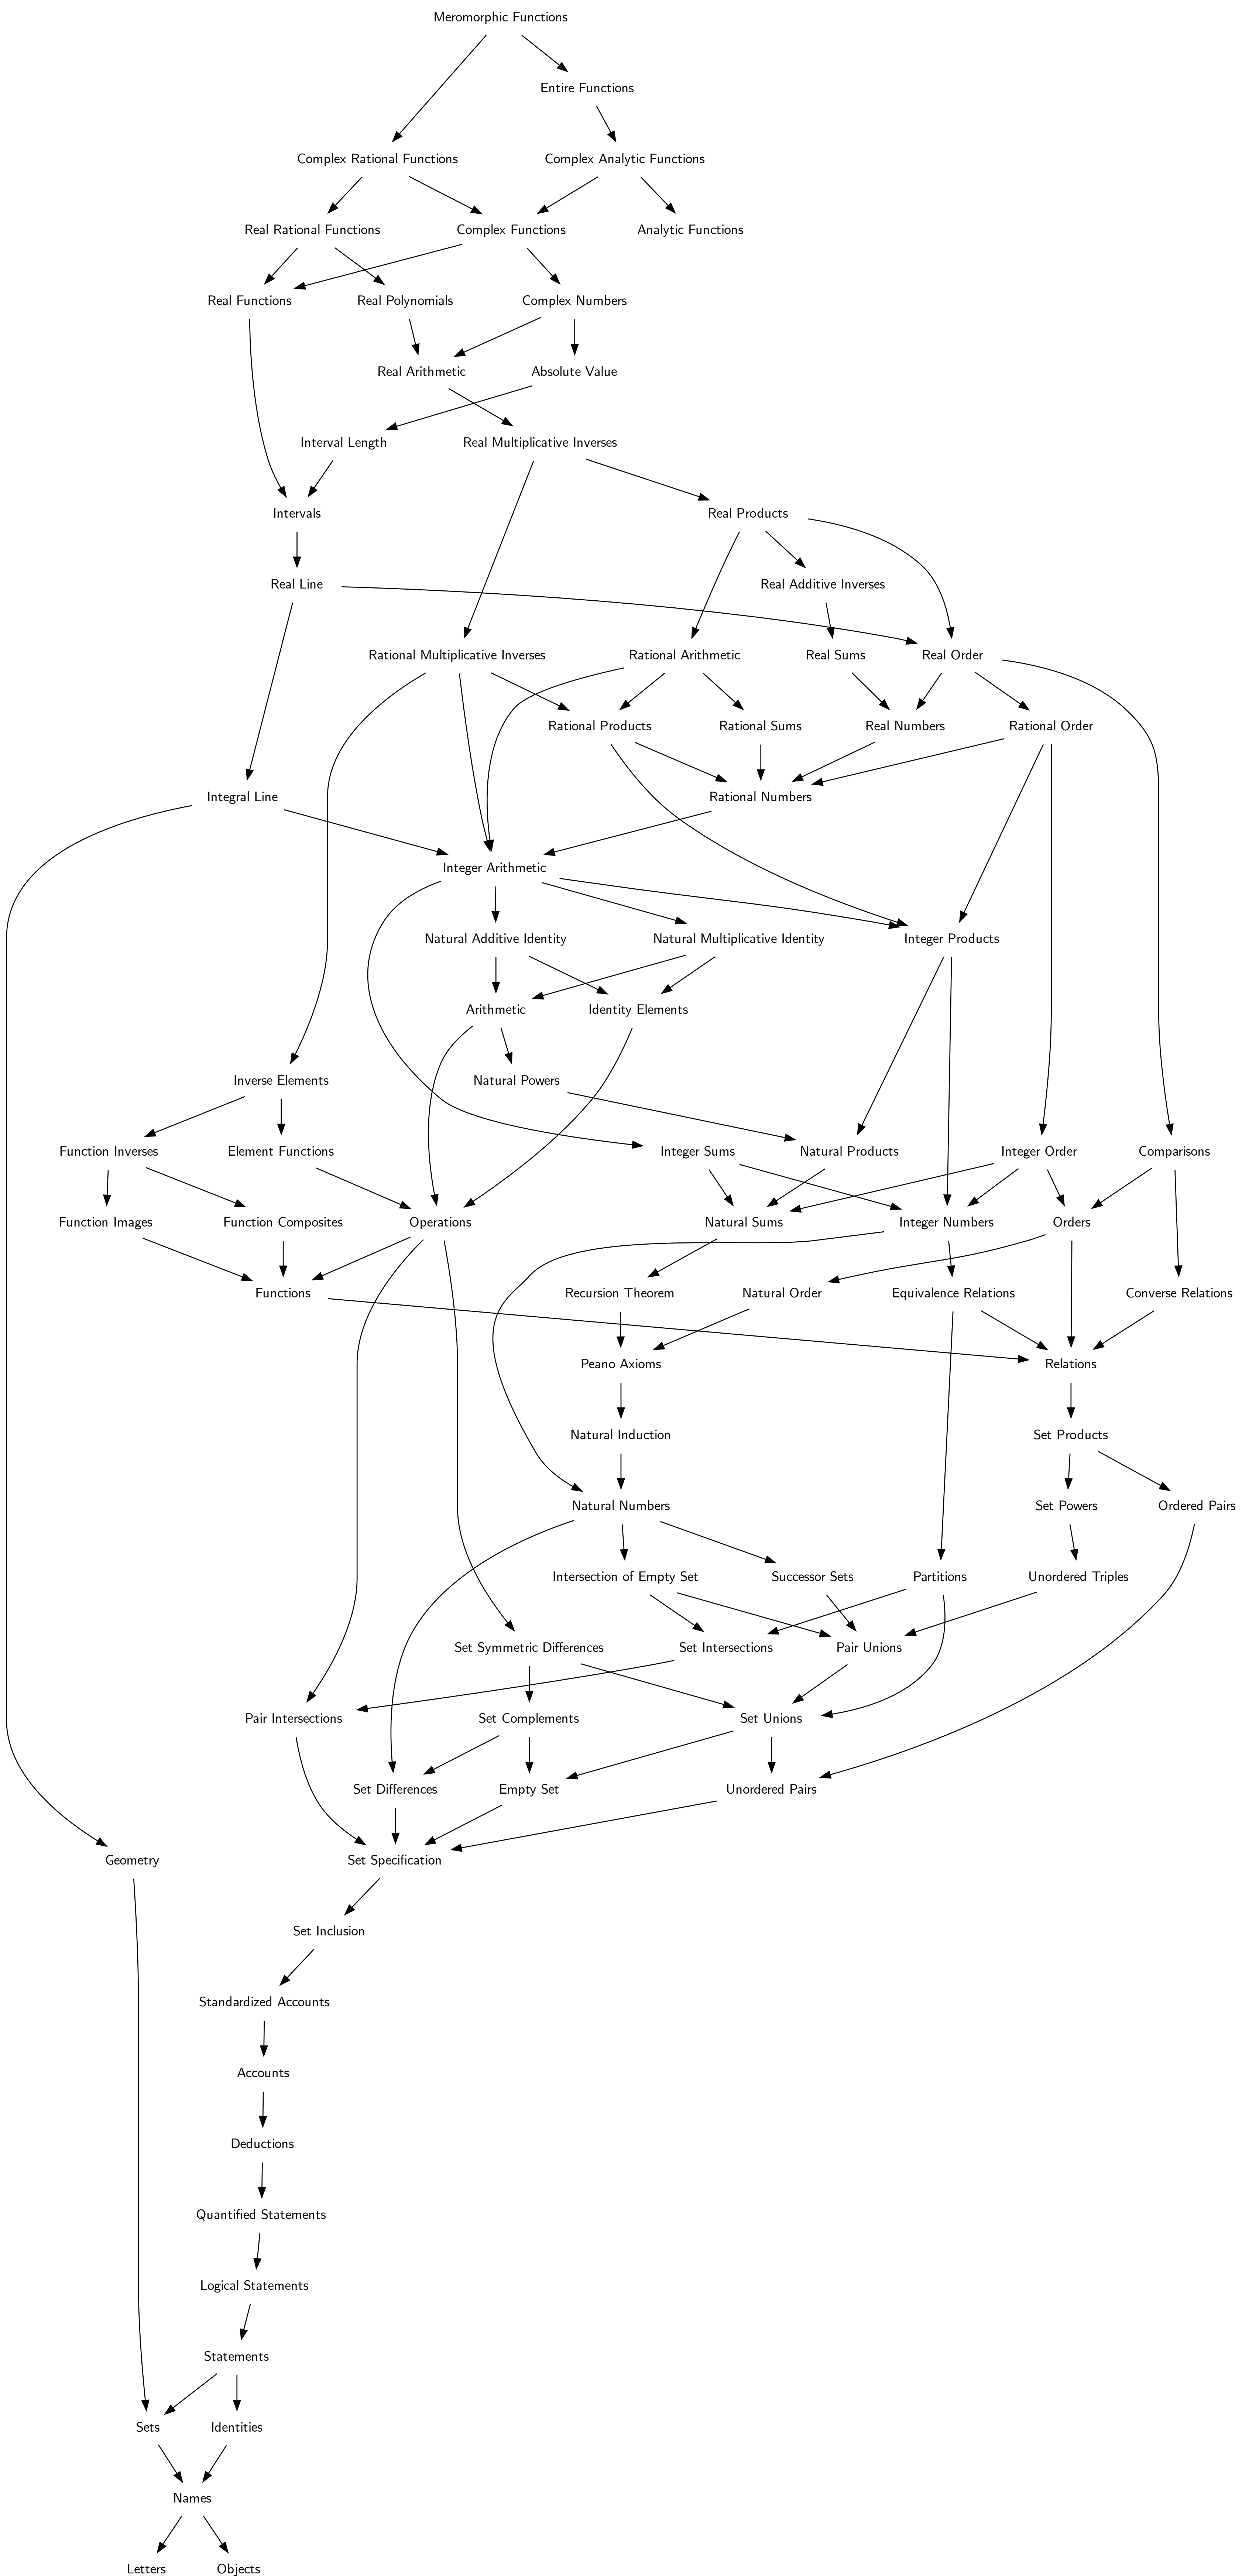 Meromorphic Functions
Entire Functions
Complex Rational Functions
Complex Analytic Functions
Real Rational Functions
Complex Functions
Analytic Functions
Real Functions
Real Polynomials
Complex Numbers
Real Arithmetic
Absolute Value
Interval Length
Real Multiplicative Inverses
Intervals
Real Products
Real Line
Real Additive Inverses
Rational Multiplicative Inverses
Rational Arithmetic
Real Sums
Real Order
Rational Products
Rational Sums
Real Numbers
Rational Order
Integral Line
Rational Numbers
Integer Arithmetic
Natural Additive Identity
Natural Multiplicative Identity
Integer Products
Arithmetic
Identity Elements
Inverse Elements
Natural Powers
Function Inverses
Element Functions
Integer Sums
Natural Products
Integer Order
Comparisons
Function Images
Function Composites
Operations
Natural Sums
Integer Numbers
Orders
Functions
Recursion Theorem
Natural Order
Equivalence Relations
Converse Relations
Peano Axioms
Relations
Natural Induction
Set Products
Natural Numbers
Set Powers
Ordered Pairs
Intersection of Empty Set
Successor Sets
Partitions
Unordered Triples
Set Symmetric Differences
Set Intersections
Pair Unions
Pair Intersections
Set Complements
Set Unions
Set Differences
Empty Set
Unordered Pairs
Geometry
Set Specification
Set Inclusion
Standardized Accounts
Accounts
Deductions
Quantified Statements
Logical Statements
Statements
Sets
Identities
Names
Letters
Objects